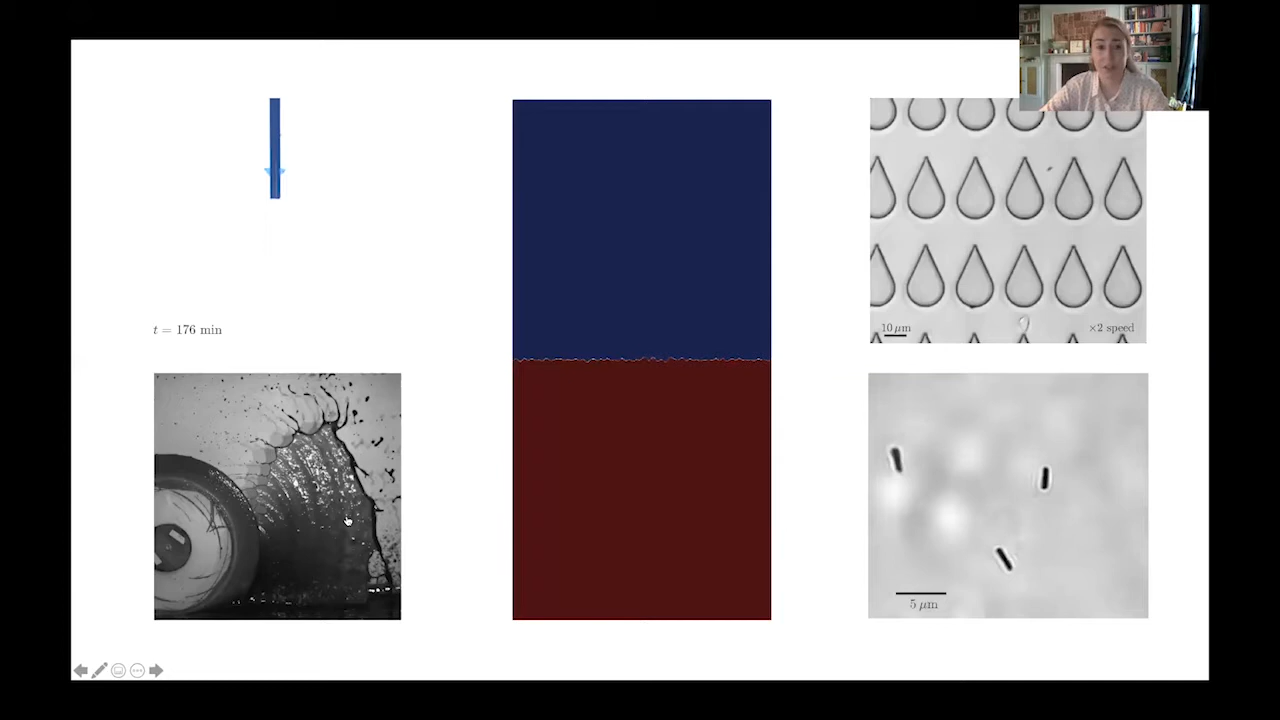 t = 176 min
10 μm
×2 speed
5 μm